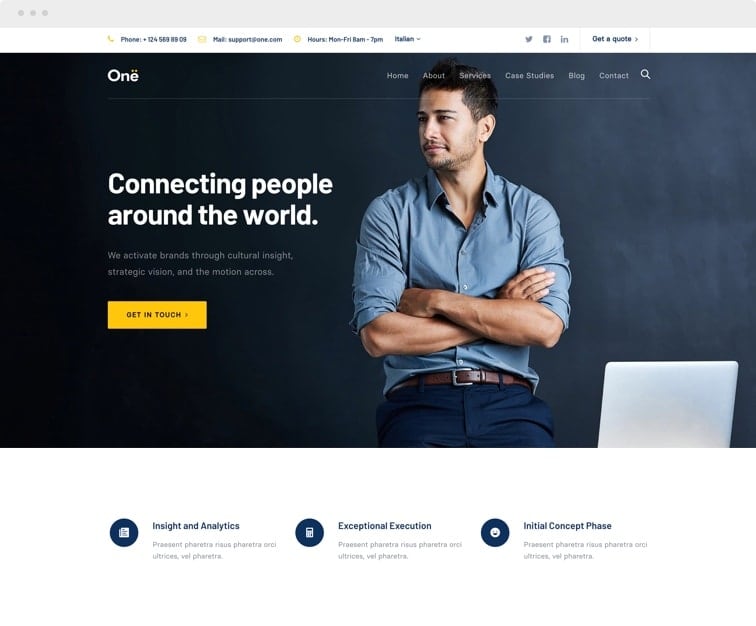 Phone: + 124 569 89 09 Mail: support@one.com Hours: Mon-Fri 8am - 7pm Italian Get a quote
Onë Home About Services Case Studies Blog Contact
Connecting people
around the world.
We activate brands through cultural insight,
strategic vision, and the motion across.
GET IN TOUCH
Insight and Analytics Exceptional Execution Initial Concept Phase
Praesent pharetra risus pharetra orci Praesent pharetra risus pharetra orci Praesent pharetra risus pharetra orci
ultrices, vel pharetra. ultrices, vel pharetra. ultrices, vel pharetra.